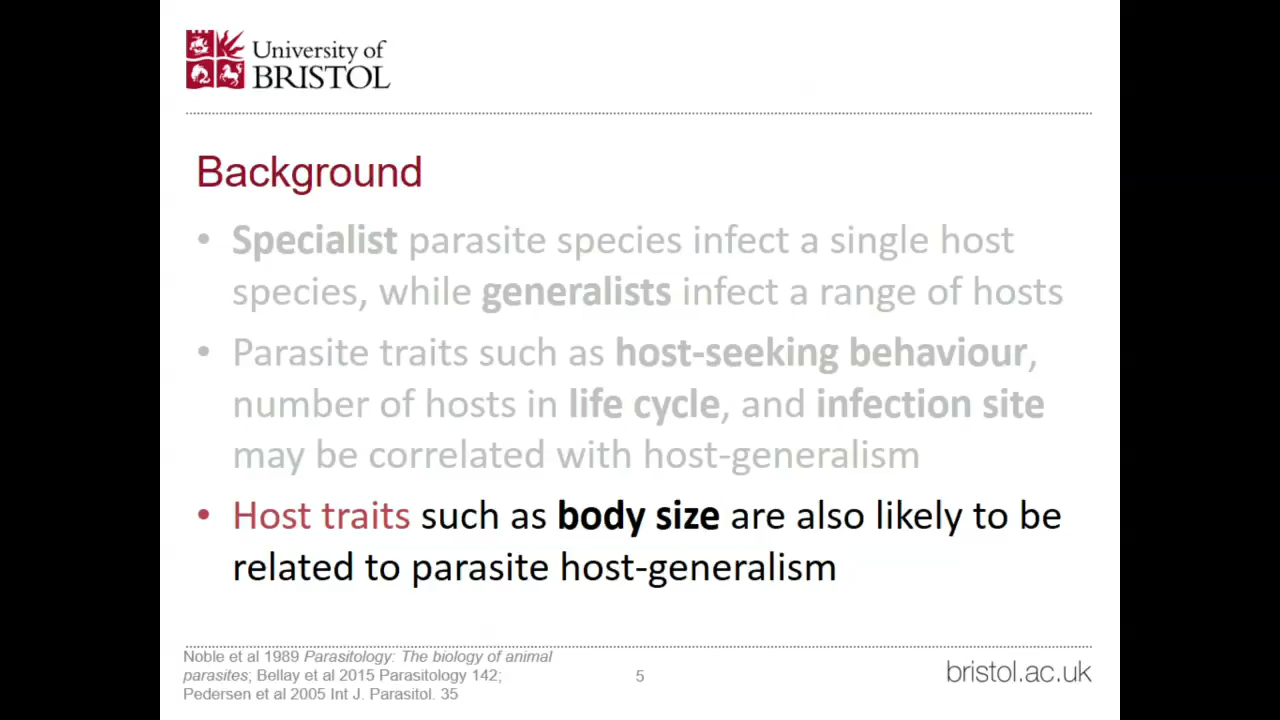 University of
BRISTOL
Background
• Specialist parasite species infect a single host
species, while generalists infect a range of hosts
• Parasite traits such as host-seeking behaviour,
number of hosts in life cycle, and infection site
may be correlated with host-generalism
• Host traits such as body size are also likely to be
related to parasite host-generalism
Noble et al 1989 Parasitology: The biology of animal
parasites; Bellay et al 2015 Parasitology 142;
Pedersen et al 2005 Int J. Parasitol. 35
5
bristol.ac.uk